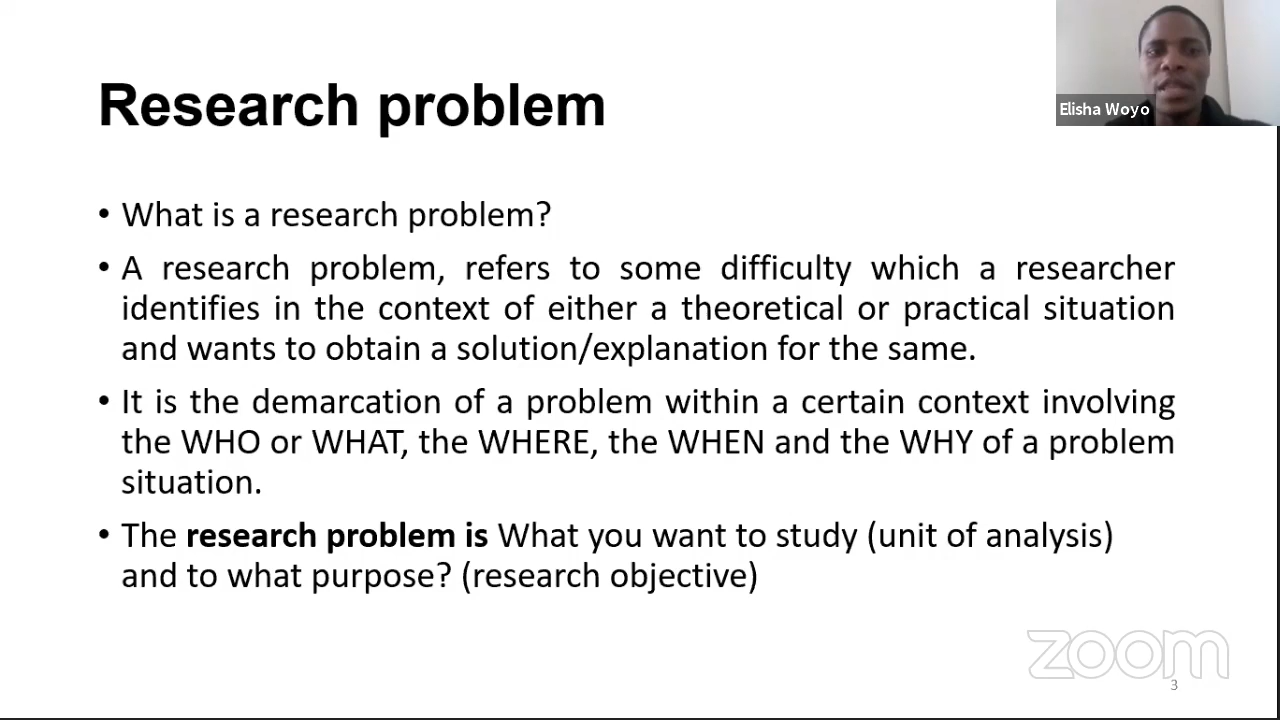 Research problem
Elisha Woyo
• What is a research problem?
• A research problem, refers to some difficulty which a researcher
identifies in the context of either a theoretical or practical situation
and wants to obtain a solution/explanation for the same.
• It is the demarcation of a problem within a certain context involving
the WHO or WHAT, the WHERE, the WHEN and the WHY of a problem
situation.
• The research problem is What you want to study (unit of analysis)
and to what purpose? (research objective)
zoom
3